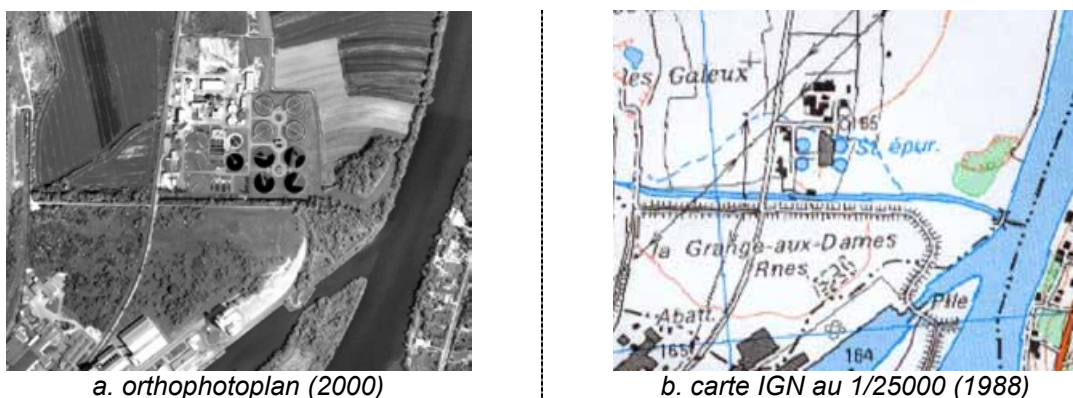 les Galeux
165
St. épur.
la Grange-aux-Dames
Rnes
Abatt.
Pile
165
164
a. orthophotoplan (2000)
b. carte IGN au 1/25000 (1988)